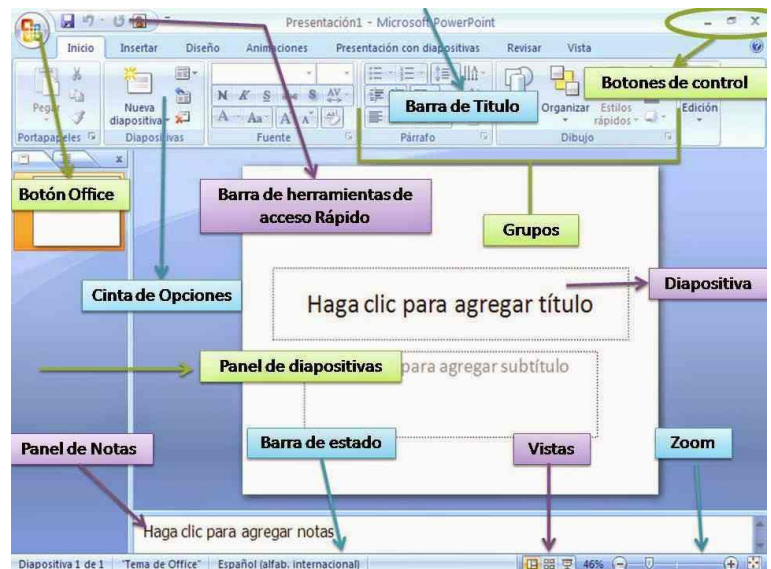 Presentación1 - Microsoft PowerPoint
Inicio Insertar Diseño Animaciones Presentación con diapositivas Revisar Vista
Botones de control
Barra de Titulo
Pegar
Nueva
diapositiva
N K S abc S AV
A Aa A A
Organizar
Estilos
rápidos
Edición
Portapapeles Diapositivas Fuente Párrafo Dibujo
Botón Office
Barra de herramientas de
acceso Rápido
Grupos
Cinta de Opciones
Diapositiva
Haga clic para agregar título
Panel de diapositivas
para agregar subtítulo
Panel de Notas
Barra de estado
Vistas
Zoom
Haga clic para agregar notas
Diapositiva 1 de 1 "Tema de Office" Español (alfab. internacional) 46%